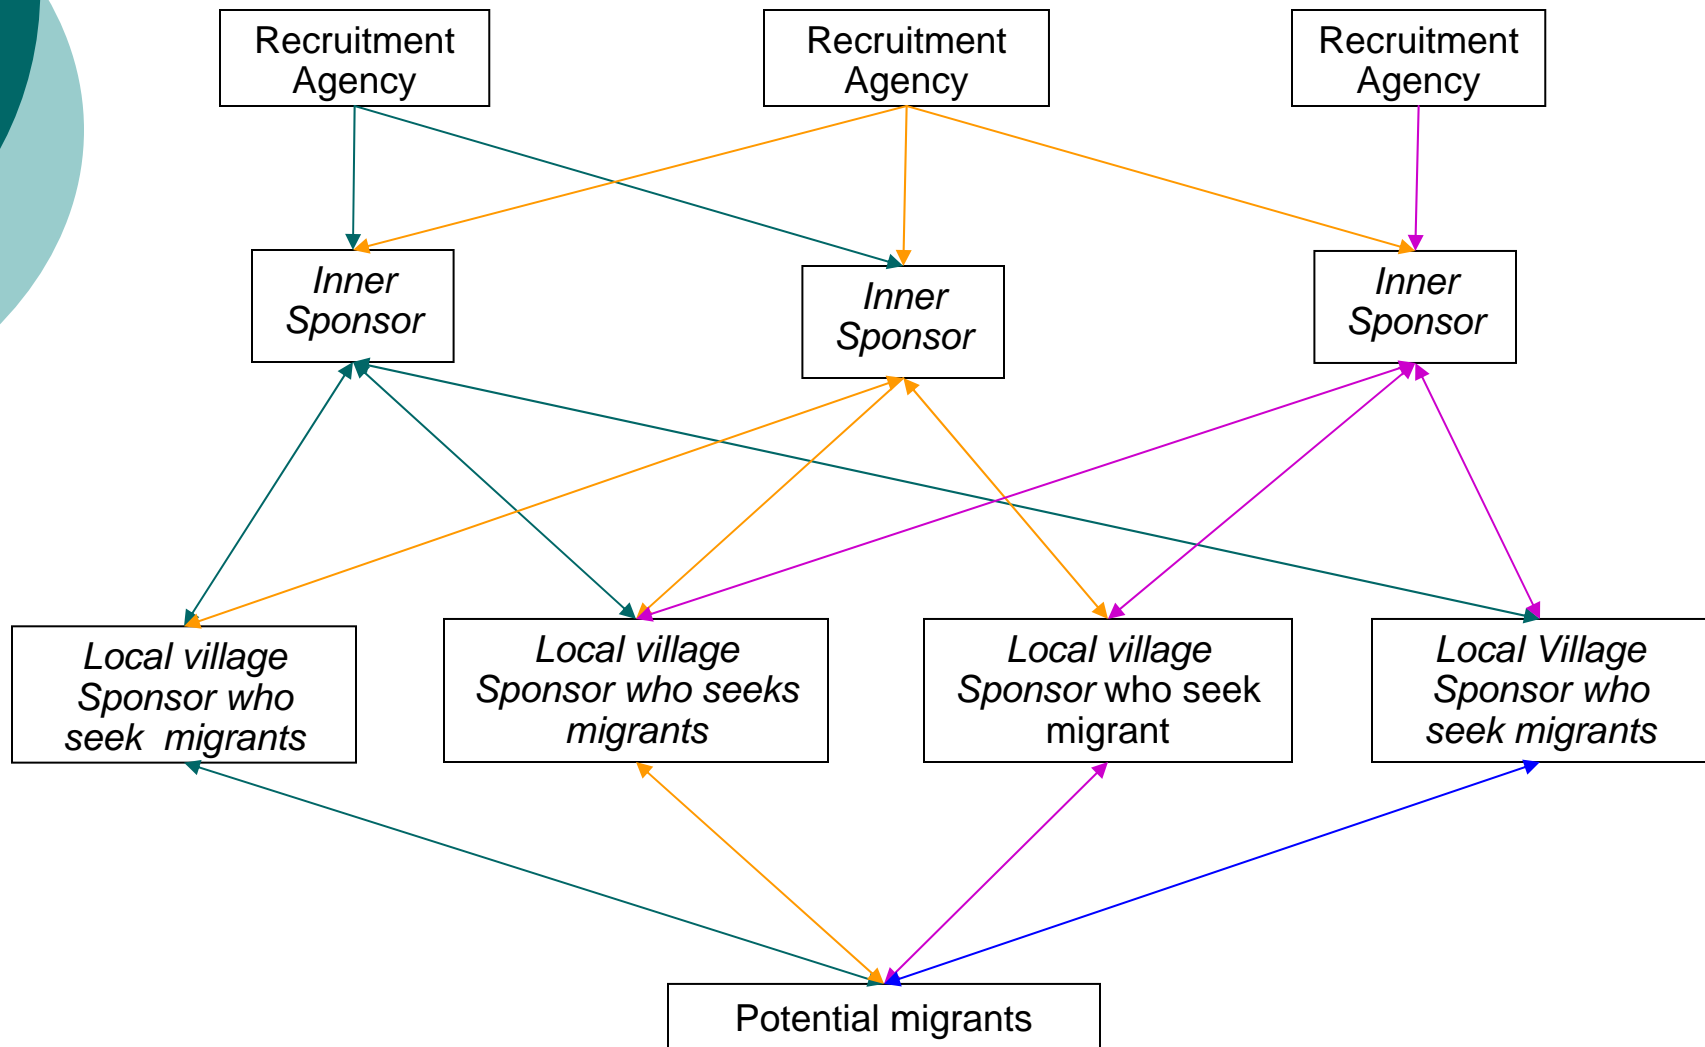 Recruitment
Agency
Recruitment
Agency
Recruitment
Agency
Inner
Sponsor
Inner
Sponsor
Inner
Sponsor
Local village
Sponsor who
seek  migrants
Local village
Sponsor who seeks
migrants
Local village
Sponsor who seek
migrant
Local Village
Sponsor who
seek migrants
Potential migrants